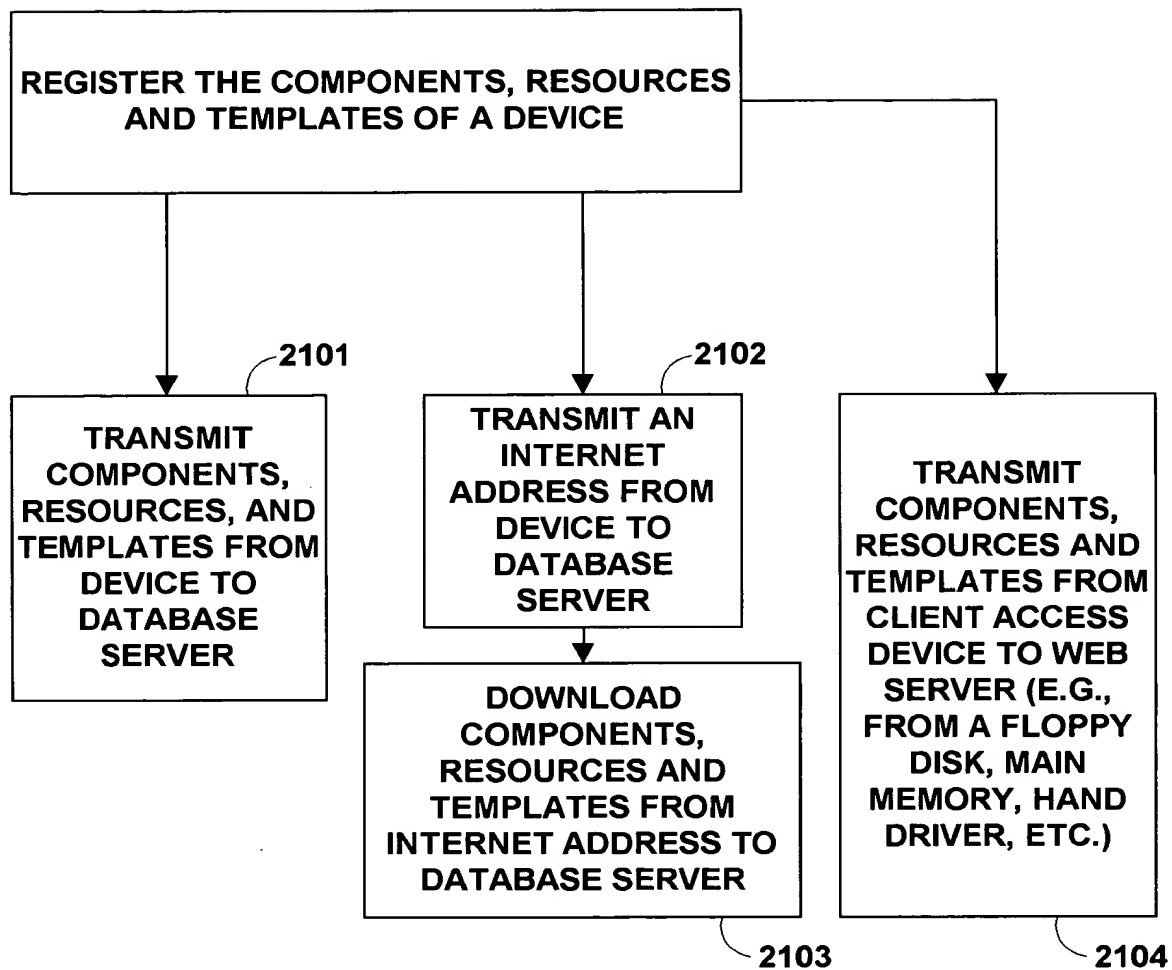 REGISTER THE COMPONENTS, RESOURCES
AND TEMPLATES OF A DEVICE
2101
TRANSMIT
COMPONENTS,
RESOURCES, AND
TEMPLATES FROM
DEVICE TO
DATABASE
SERVER
2102
TRANSMIT AN
INTERNET
ADDRESS FROM
DEVICE TO
DATABASE
SERVER
DOWNLOAD
COMPONENTS,
RESOURCES AND
TEMPLATES FROM
INTERNET ADDRESS TO
DATABASE SERVER
2103
TRANSMIT
COMPONENTS,
RESOURCES AND
TEMPLATES FROM
CLIENT ACCESS
DEVICE TO WEB
SERVER (E.G.,
FROM A FLOPPY
DISK, MAIN
MEMORY, HAND
DRIVER, ETC.)
2104